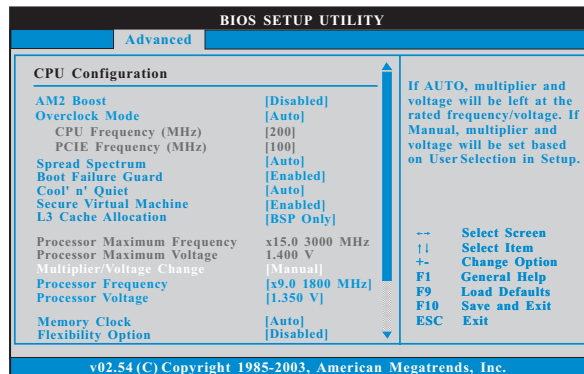 BIOS SETUP UTILITY
Advanced
CPU Configuration
AM2 Boost [Disabled]
Overclock Mode [Auto]
CPU Frequency (MHz) [200]
PCIE Frequency (MHz) [100]
Spread Spectrum [Auto]
Boot Failure Guard [Enabled]
Cool' n' Quiet [Auto]
Secure Virtual Machine [Enabled]
L3 Cache Allocation [BSP Only]
Processor Maximum Frequency x15.0 3000 MHz
Processor Maximum Voltage 1.400 V
Multiplier/Voltage Change [Manual]
Processor Frequency [x9.0 1800 MHz]
Processor Voltage [1.350 V]
Memory Clock [Auto]
Flexibility Option [Disabled]
If AUTO, multiplier and
voltage will be left at the
rated frequency/voltage. If
Manual, multiplier and
voltage will be set based
on User Selection in Setup.
←→ Select Screen
↑↓ Select Item
+- Change Option
F1 General Help
F9 Load Defaults
F10 Save and Exit
ESC Exit
v02.54 (C) Copyright 1985-2003, American Megatrends, Inc.